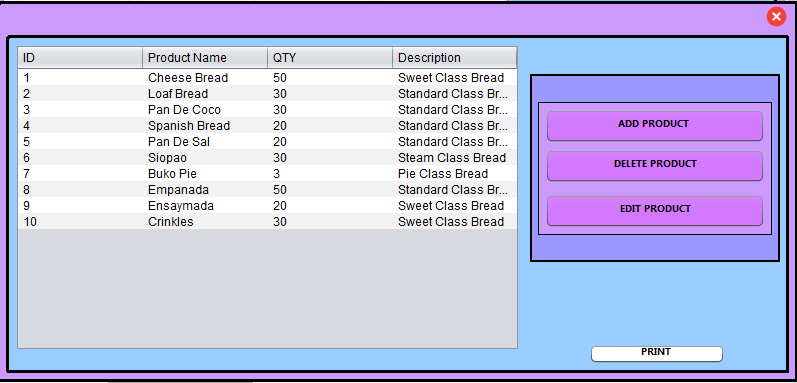 ID Product Name QTY Description
1 Cheese Bread 50 Sweet Class Bread
2 Loaf Bread 30 Standard Class Br...
3 Pan De Coco 30 Standard Class Br...
4 Spanish Bread 20 Standard Class Br...
5 Pan De Sal 20 Standard Class Br...
6 Siopao 30 Steam Class Bread
7 Buko Pie 3 Pie Class Bread
8 Empanada 50 Standard Class Br...
9 Ensaymada 20 Sweet Class Bread
10 Crinkles 30 Sweet Class Bread
ADD PRODUCT
DELETE PRODUCT
EDIT PRODUCT
PRINT